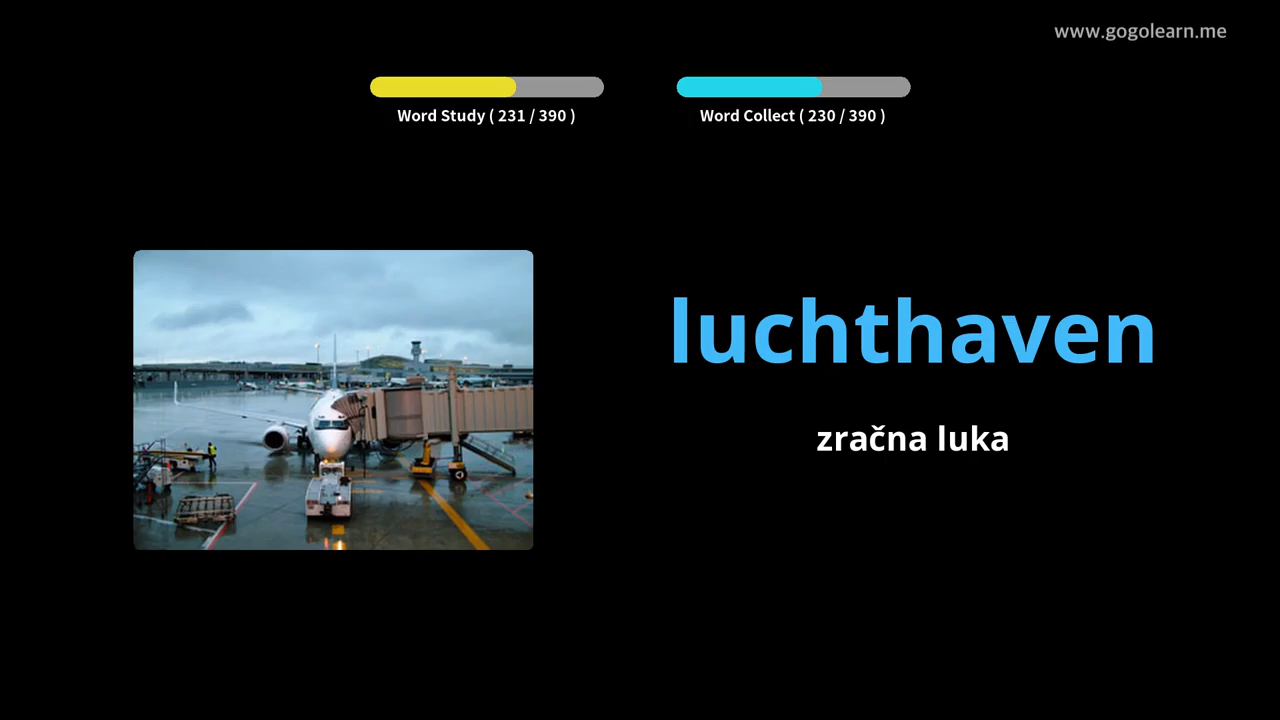 www.gogolearn.me
Word Study ( 231 / 390 )
Word Collect ( 230 / 390 )
luchthaven
zračna luka